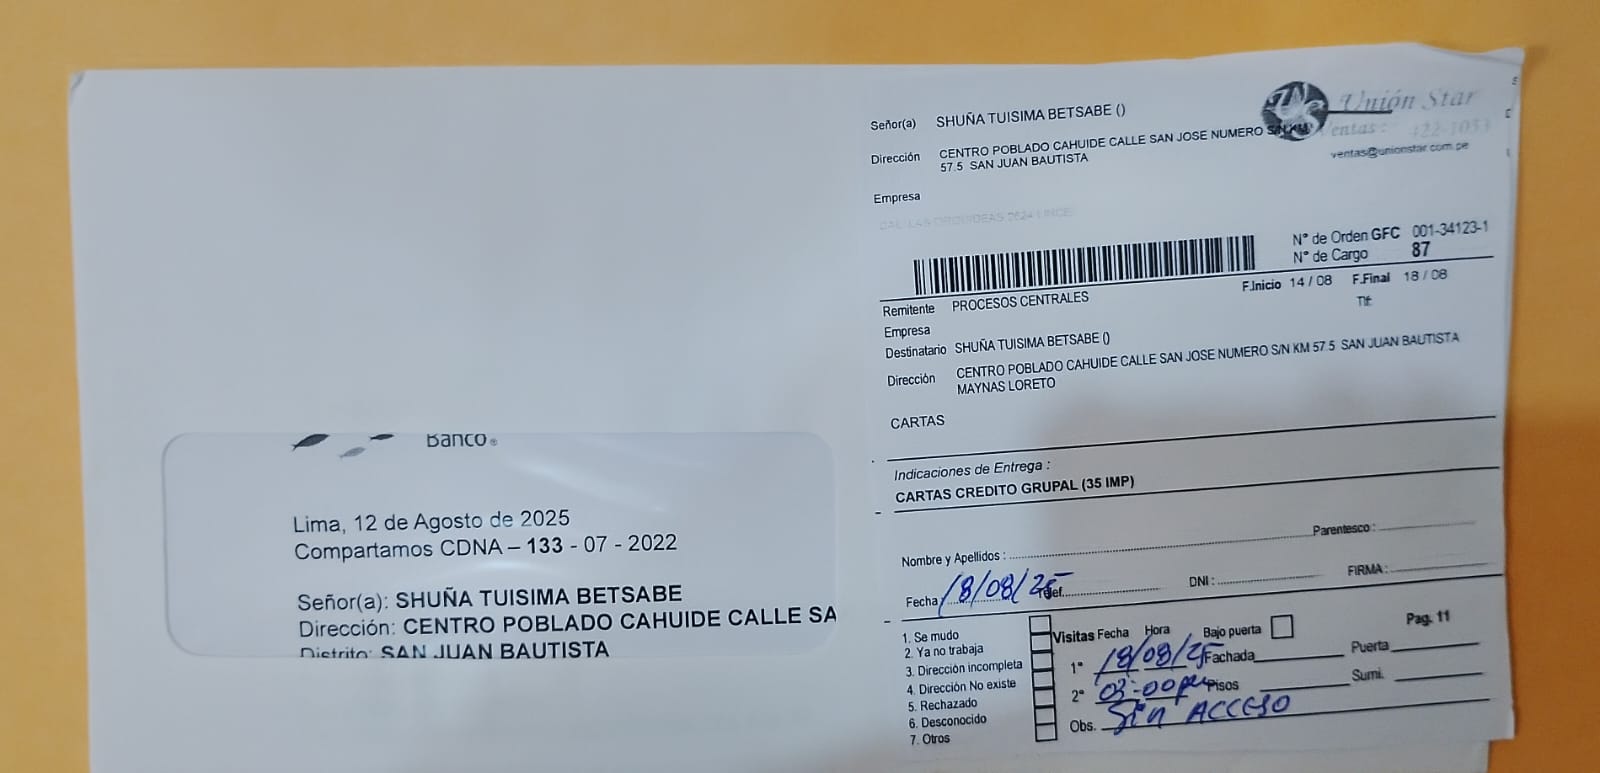 Banco®
Lima, 12 de Agosto de 2025
Compartamos CDNA – 133 - 07 - 2022
Señor(a): SHUÑA TUISIMA BETSABE
Dirección: CENTRO POBLADO CAHUIDE CALLE SA
Distrito: SAN JUAN BAUTISTA
Unión Star
Ventas: 422-1053
ventas@unionstar.com.pe
Señor(a) SHUÑA TUISIMA BETSABE ()
Dirección CENTRO POBLADO CAHUIDE CALLE SAN JOSE NUMERO S/N KM
57.5 SAN JUAN BAUTISTA
Empresa
N° de Orden GFC 001-34123-1
N° de Cargo 87
F.Inicio 14 / 08 F.Final 18 / 08
Remitente PROCESOS CENTRALES
Tlf:
Empresa
Destinatario SHUÑA TUISIMA BETSABE ()
Dirección CENTRO POBLADO CAHUIDE CALLE SAN JOSE NUMERO S/N KM 57.5 SAN JUAN BAUTISTA
MAYNAS LORETO
CARTAS
Indicaciones de Entrega :
CARTAS CREDITO GRUPAL (35 IMP)
Nombre y Apellidos : Parentesco :
Fecha 18/08/25 Telef. DNI : FIRMA :
1. Se mudo
2. Ya no trabaja
3. Dirección incompleta
4. Dirección No existe
5. Rechazado
6. Desconocido
7. Otros
Visitas Fecha Hora Bajo puerta Pag. 11
1° 18/08/25 Fachada Puerta
2° 03:00pm Pisos Sumi.
Obs. Sin ACCESO